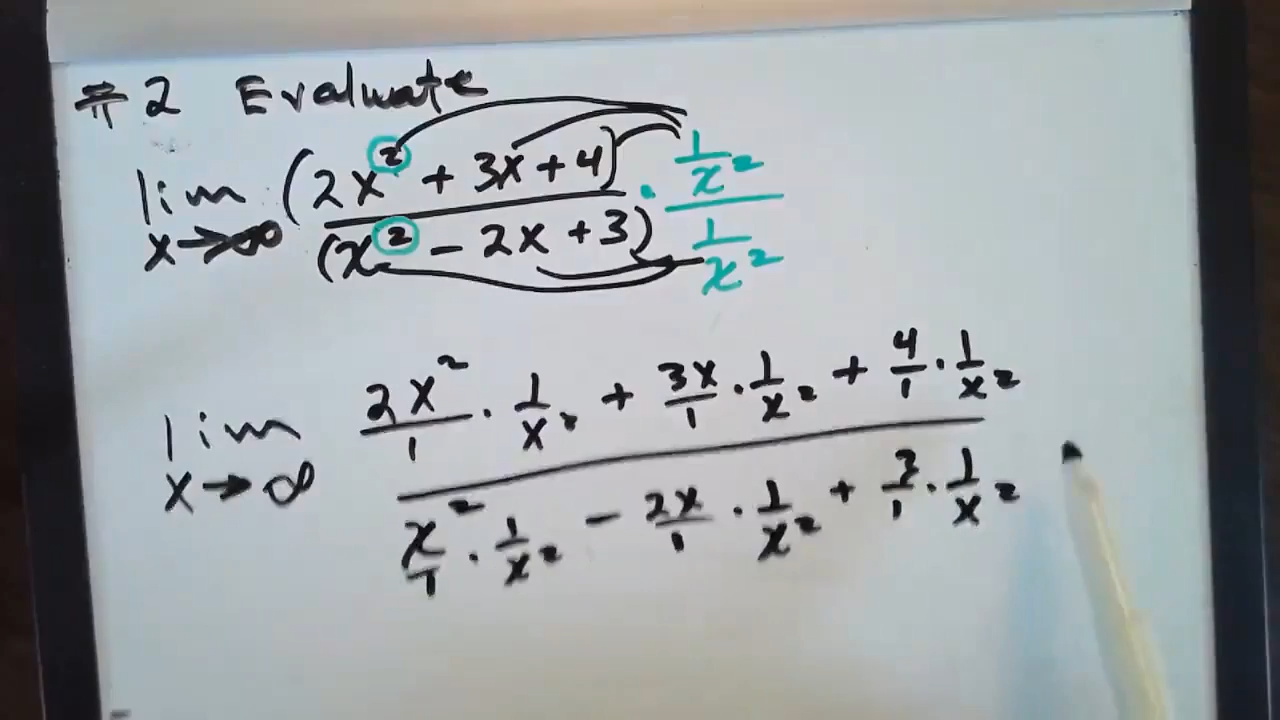 #2 Evaluate
lim x→∞ (2x² + 3x + 4) / (x² - 2x + 3) · (1/x²) / (1/x²)
lim x→∞ (2x²/1 · 1/x² + 3x/1 · 1/x² + 4/1 · 1/x²) / (x²/1 · 1/x² - 2x/1 · 1/x² + 3/1 · 1/x²)